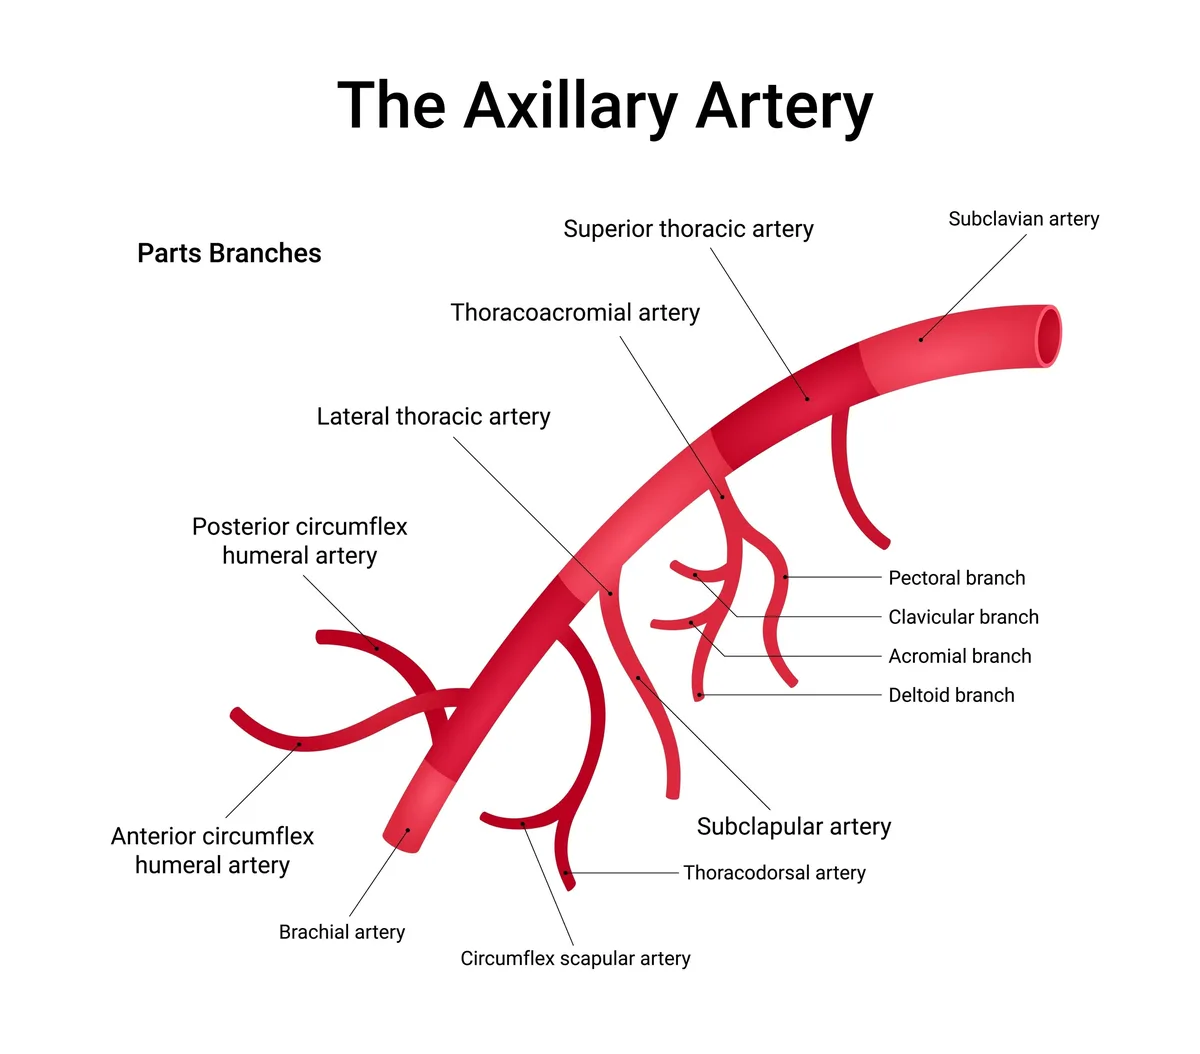 The Axillary Artery
Parts Branches
Superior thoracic artery
Subclavian artery
Thoracoacromial artery
Lateral thoracic artery
Posterior circumflex
humeral artery
Pectoral branch
Clavicular branch
Acromial branch
Deltoid branch
Anterior circumflex
humeral artery
Subclapular artery
Thoracodorsal artery
Brachial artery
Circumflex scapular artery